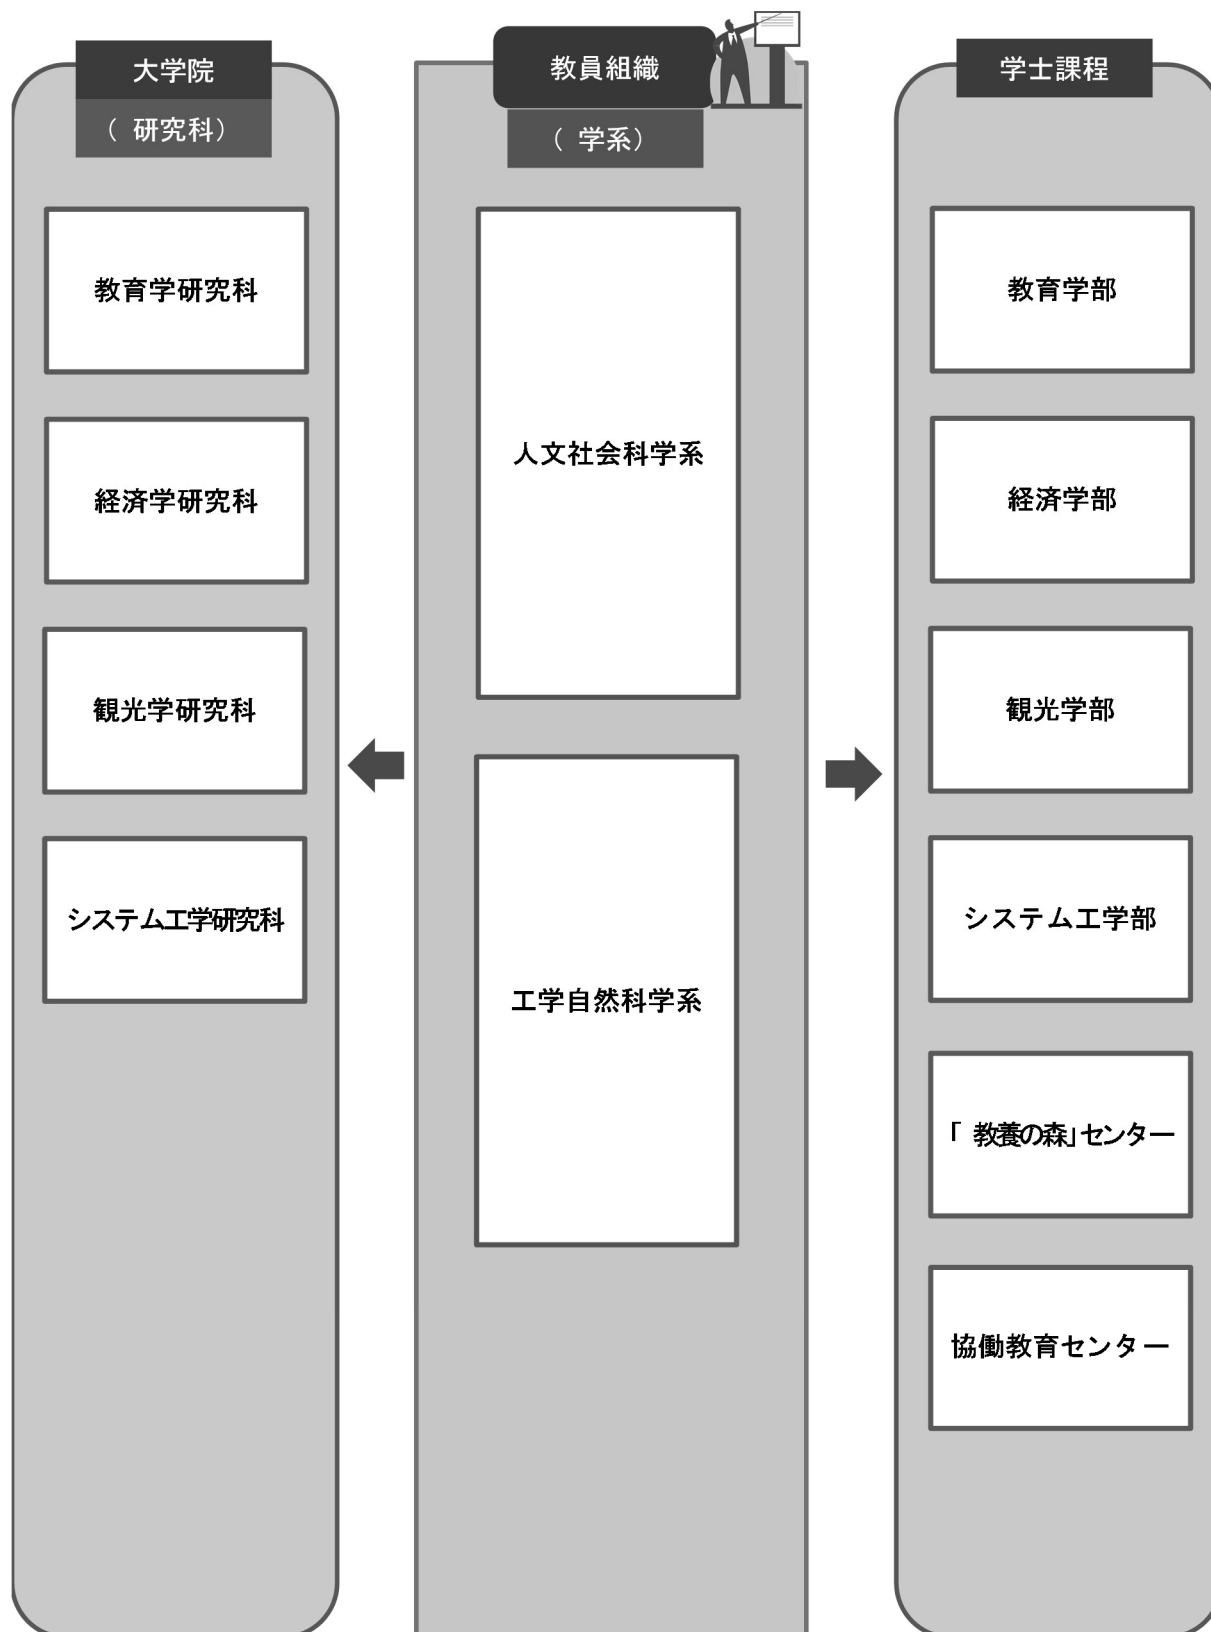 大学院
（ 研究科）
教育学研究科
経済学研究科
観光学研究科
システム工学研究科
教員組織
（ 学系）
人文社会科学系
工学自然科学系
学士課程
教育学部
経済学部
観光学部
システム工学部
「 教養の森」センター
協働教育センター